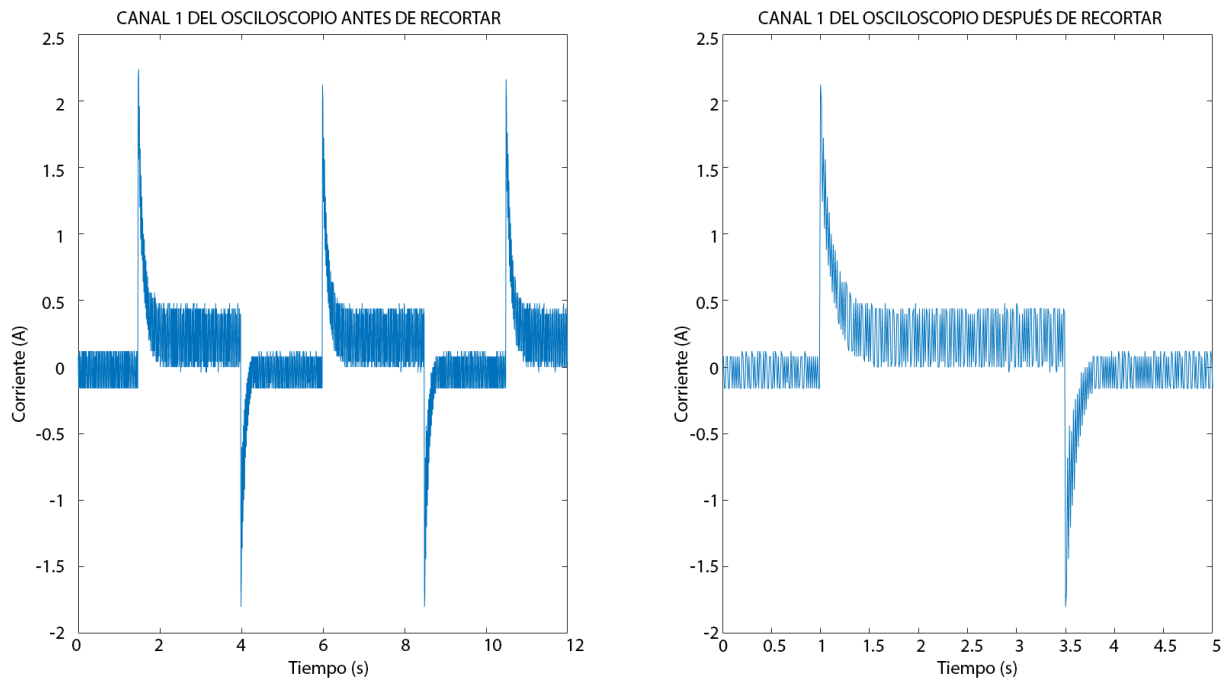 CANAL 1 DEL OSCILOSCOPIO ANTES DE RECORTAR
2.5
2
1.5
1
0.5
0
-0.5
-1
-1.5
-2
Corriente (A)
0 2 4 6 8 10 12
Tiempo (s)
CANAL 1 DEL OSCILOSCOPIO DESPUÉS DE RECORTAR
2.5
2
1.5
1
0.5
0
-0.5
-1
-1.5
-2
Corriente (A)
0 0.5 1 1.5 2 2.5 3 3.5 4 4.5 5
Tiempo (s)